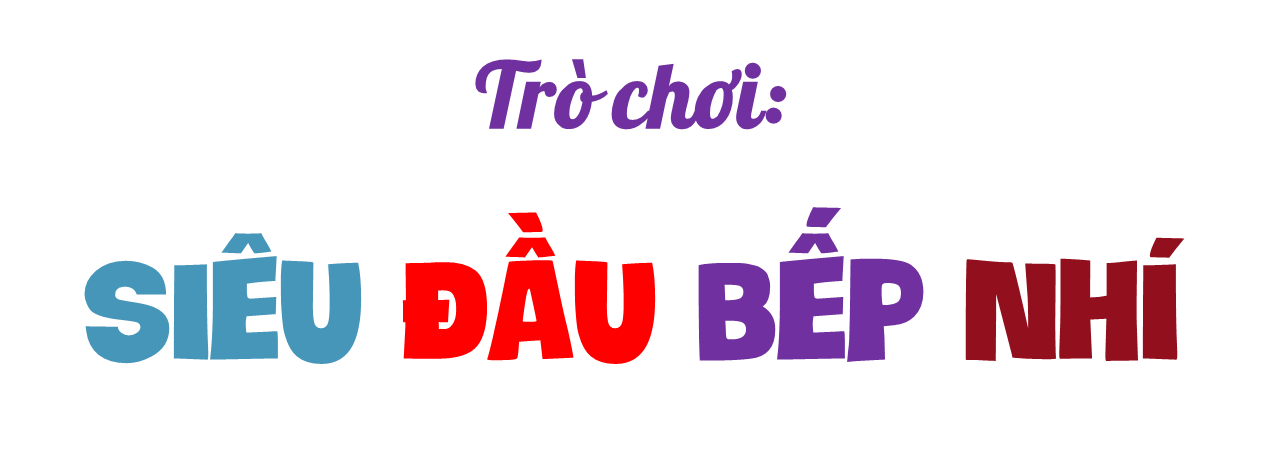 Trò chơi:
SIÊU ĐẦU BẾP NHÍ